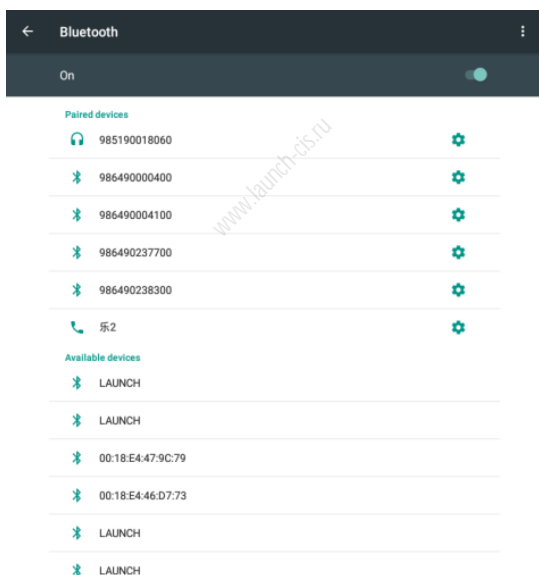 Bluetooth
On
Paired devices
985190018060
986490000400
986490004100
986490237700
986490238300
乐2
Available devices
LAUNCH
LAUNCH
00:18:E4:47:9C:79
00:18:E4:46:D7:73
LAUNCH
LAUNCH
www.launch-cis.ru